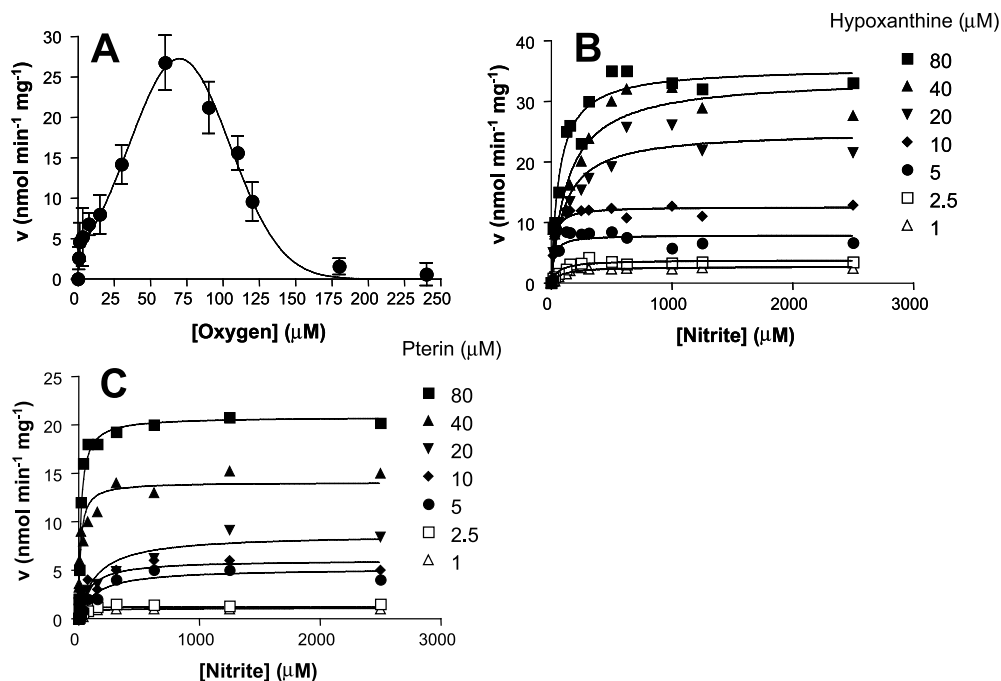 A
v (nmol min-1 mg-1)
35
30
25
20
15
10
5
0
0 25 50 75 100 125 150 175 200 225 250
[Oxygen] (µM)
B
Hypoxanthine (µM)
v (nmol min-1 mg-1)
40
30
20
10
0
0 1000 2000 3000
[Nitrite] (µM)
80
40
20
10
5
2.5
1
C
Pterin (µM)
v (nmol min-1 mg-1)
25
20
15
10
5
0
0 1000 2000 3000
[Nitrite] (µM)
80
40
20
10
5
2.5
1